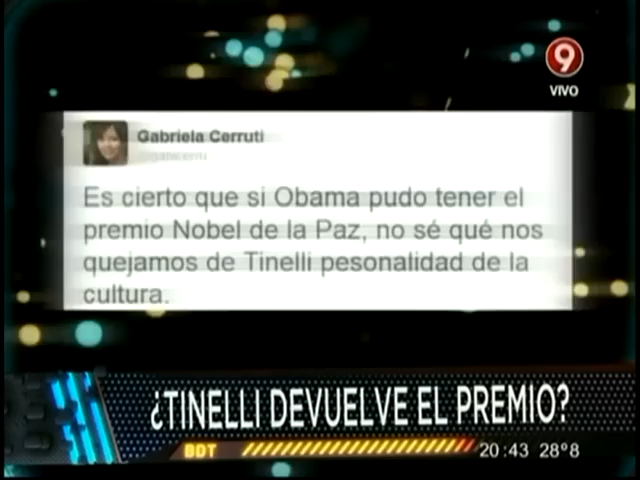 9
VIVO
Gabriela Cerruti
Es cierto que si Obama pudo tener el
premio Nobel de la Paz, no sé qué nos
quejamos de Tinelli pesonalidad de la
cultura.
¿TINELLI DEVUELVE EL PREMIO?
BDT
20:43 28°8